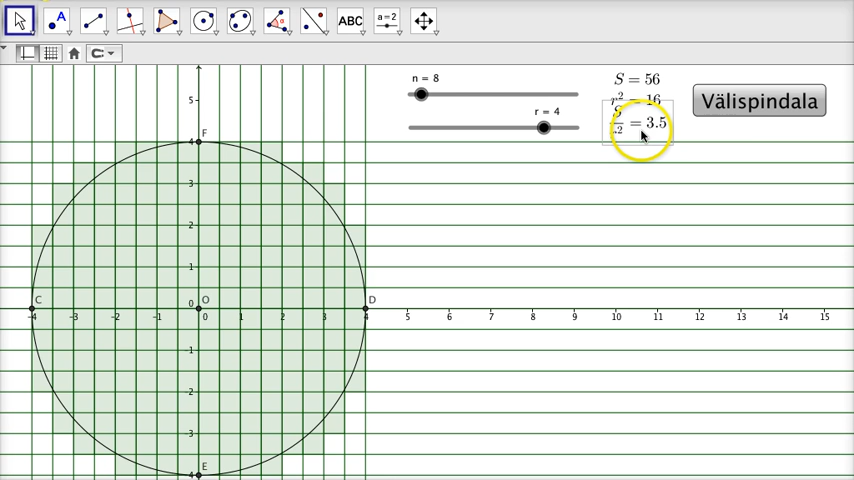 A
ABC
a=2
n = 8
S = 56
r² = 16
Välispindala
r = 4
= 3.5
5
F
4
3
2
1
C
O
D
0
-4
-3
-2
-1
0
1
2
3
4
5
6
7
8
9
10
11
12
13
14
15
-1
-2
-3
4
E